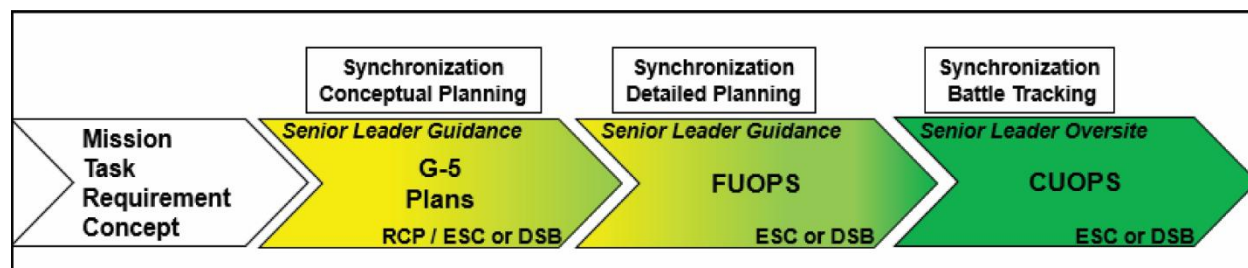 Synchronization
Conceptual Planning
Synchronization
Detailed Planning
Synchronization
Battle Tracking
Mission
Task
Requirement
Concept
Senior Leader Guidance
G-5
Plans
RCP / ESC or DSB
Senior Leader Guidance
FUOPS
ESC or DSB
Senior Leader Oversite
CUOPS
ESC or DSB